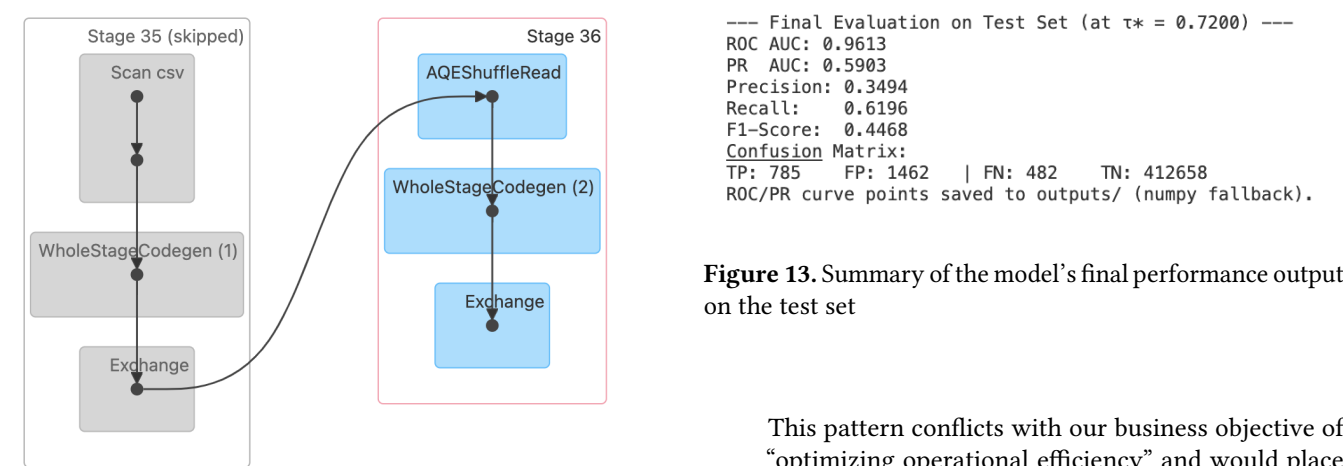 Stage 35 (skipped)
Scan csv
WholeStageCodegen (1)
Exchange
Stage 36
AQEShuffleRead
WholeStageCodegen (2)
Exchange
--- Final Evaluation on Test Set (at τ* = 0.7200) ---
ROC AUC: 0.9613
PR  AUC: 0.5903
Precision: 0.3494
Recall:    0.6196
F1-Score:  0.4468
Confusion Matrix:
TP: 785    FP: 1462   | FN: 482    TN: 412658
ROC/PR curve points saved to outputs/ (numpy fallback).
Figure 13. Summary of the model's final performance output
on the test set
This pattern conflicts with our business objective of
“optimizing operational efficiency” and would place